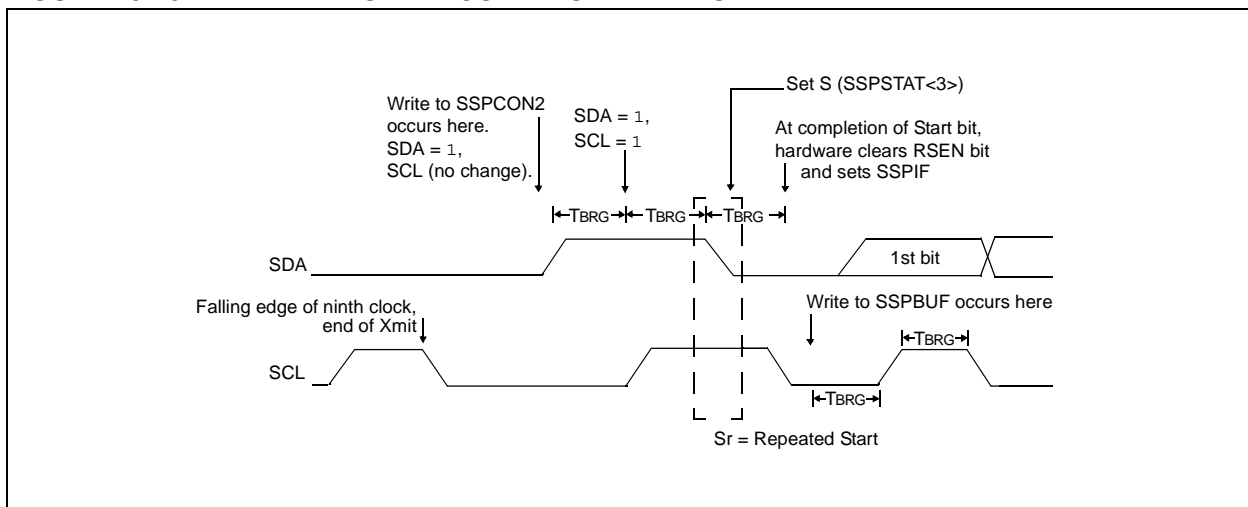 Set S (SSPSTAT<3>)
Write to SSPCON2
occurs here.
SDA = 1,
SCL (no change).
SDA = 1,
SCL = 1
At completion of Start bit,
hardware clears RSEN bit
and sets SSPIF
TBRG
TBRG
TBRG
SDA
1st bit
Falling edge of ninth clock,
end of Xmit
Write to SSPBUF occurs here
TBRG
SCL
TBRG
Sr = Repeated Start